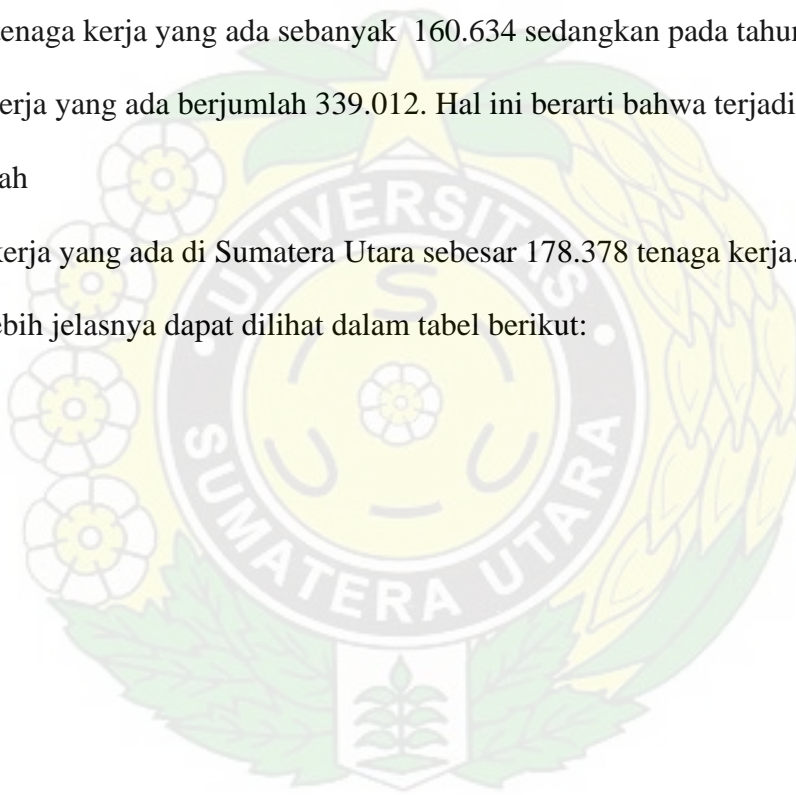 tenaga kerja yang ada sebanyak 160.634 sedangkan pada tahun
erja yang ada berjumlah 339.012. Hal ini berarti bahwa terjadi
ah
kerja yang ada di Sumatera Utara sebesar 178.378 tenaga kerja.
ebih jelasnya dapat dilihat dalam tabel berikut:
UNIVERSITAS
S
U U
SUMATERA UTARA